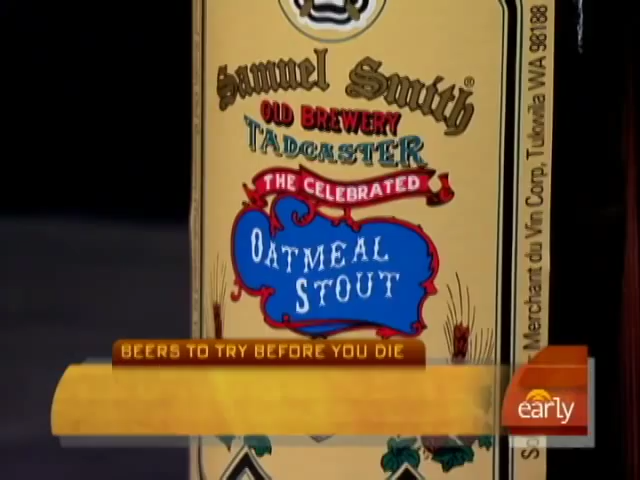 Samuel Smith®
OLD BREWERY
TADCASTER
THE CELEBRATED
OATMEAL
STOUT
Merchant du Vin Corp, Tukwila WA 98188
BEERS TO TRY BEFORE YOU DIE
early